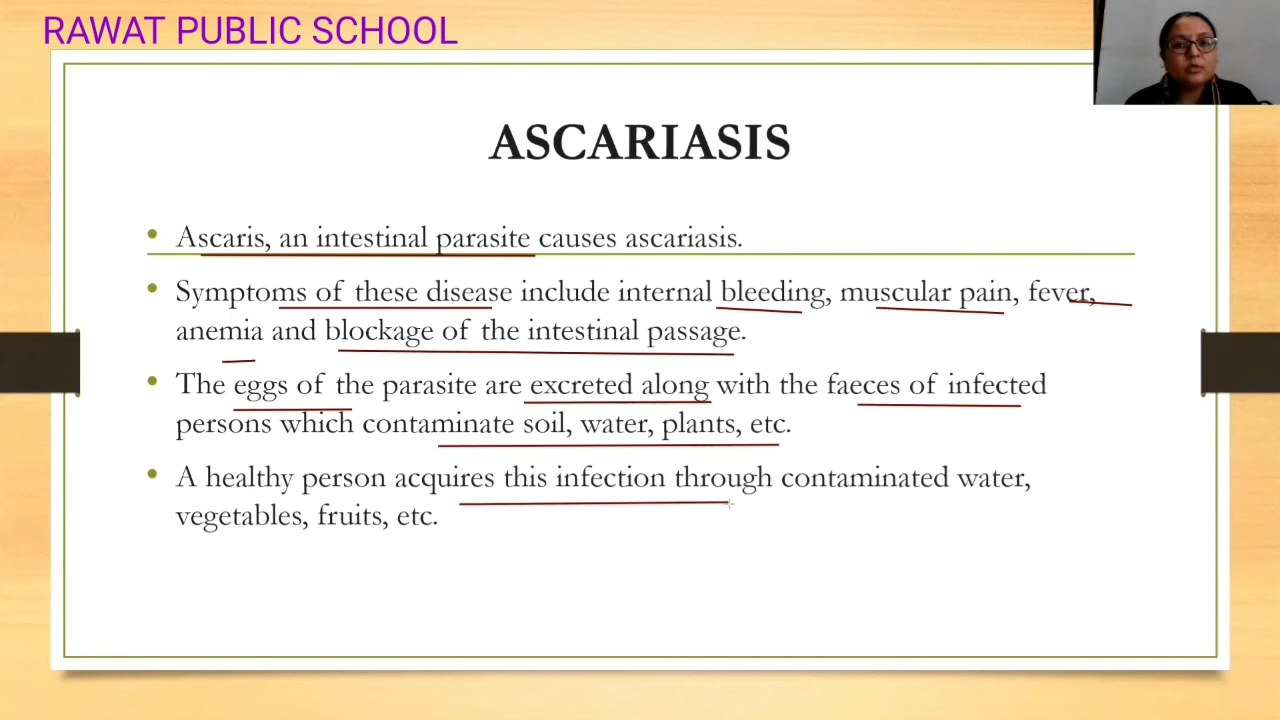 RAWAT PUBLIC SCHOOL
ASCARIASIS
• Ascaris, an intestinal parasite causes ascariasis.
• Symptoms of these disease include internal bleeding, muscular pain, fever,
anemia and blockage of the intestinal passage.
• The eggs of the parasite are excreted along with the faeces of infected
persons which contaminate soil, water, plants, etc.
• A healthy person acquires this infection through contaminated water,
vegetables, fruits, etc.